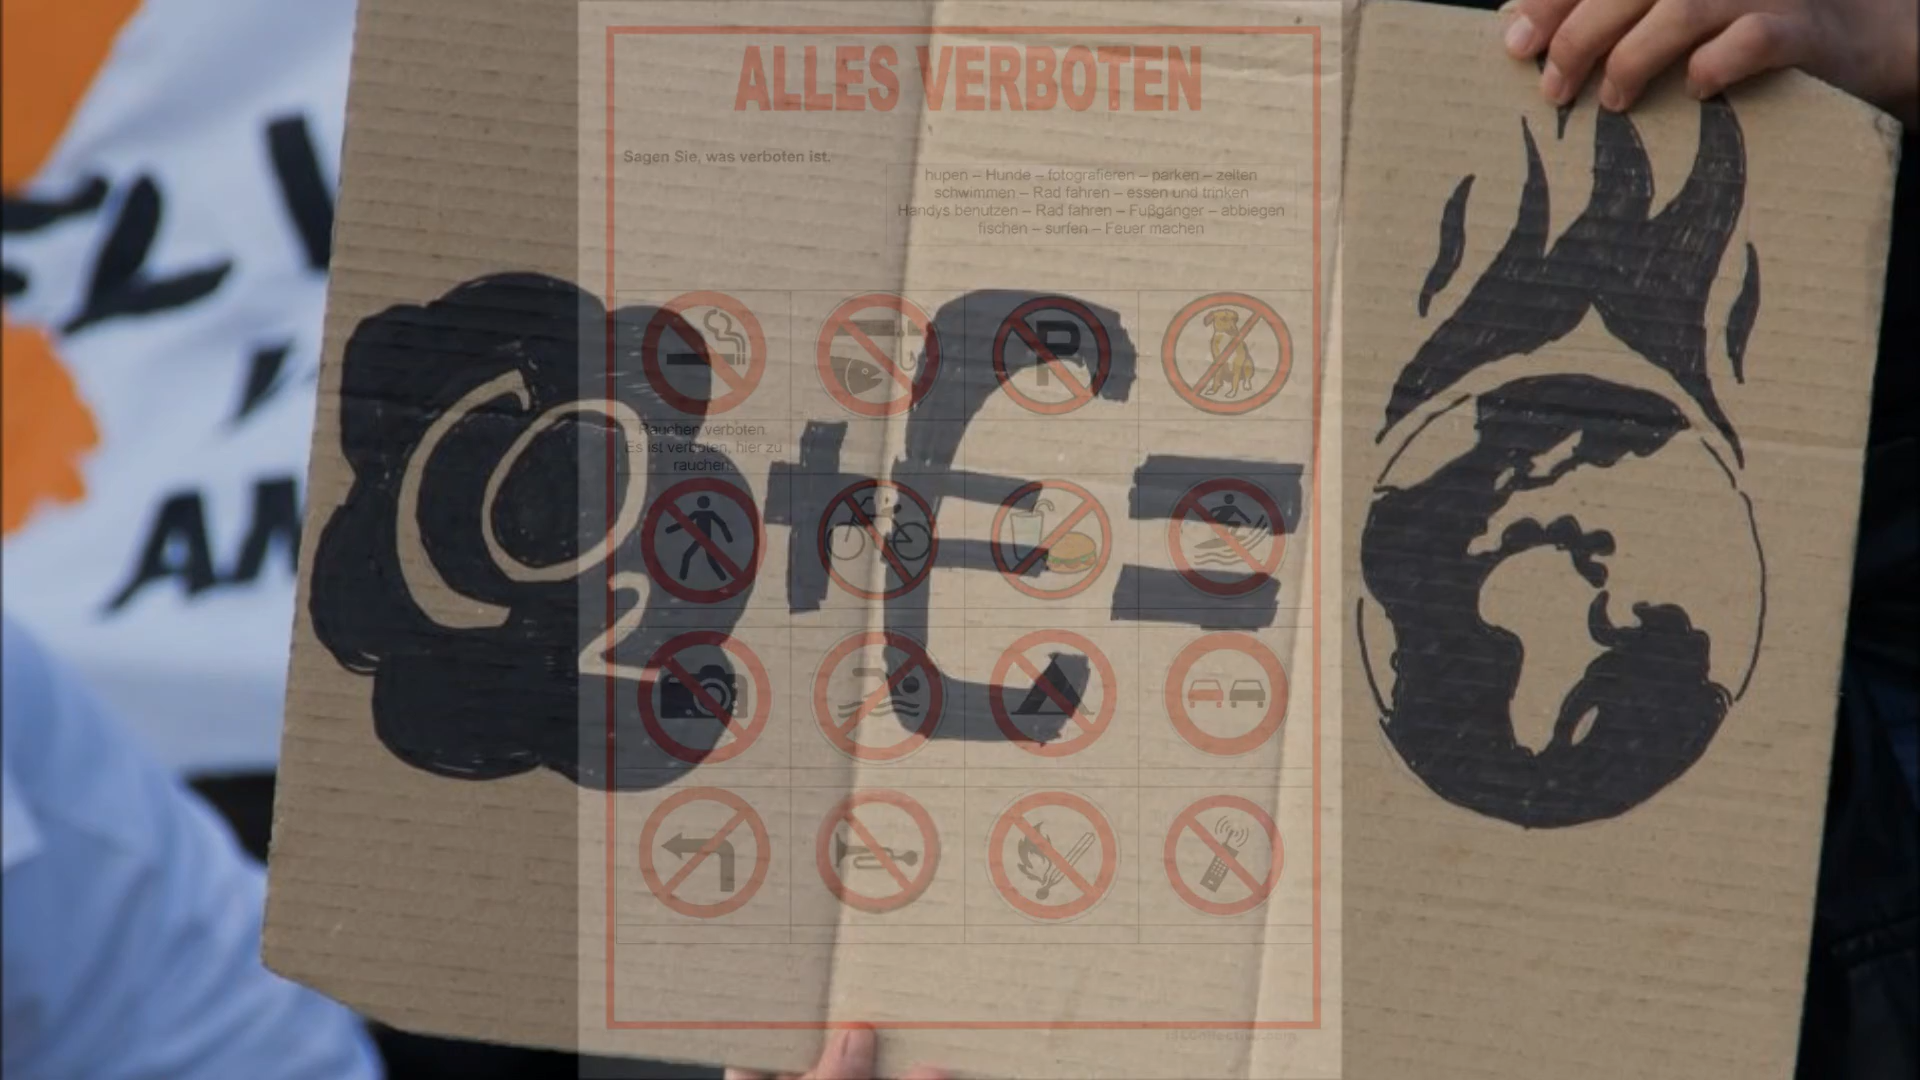 ALLES VERBOTEN
Sagen Sie, was verboten ist.
hupen – Hunde – fotografieren – parken – zelten
schwimmen – Rad fahren – essen und trinken
Handys benutzen – Rad fahren – Fußgänger – abbiegen
fischen – surfen – Feuer machen
P
Rauchen verboten.
Es ist verboten, hier zu
rauchen.
CO2 + € =